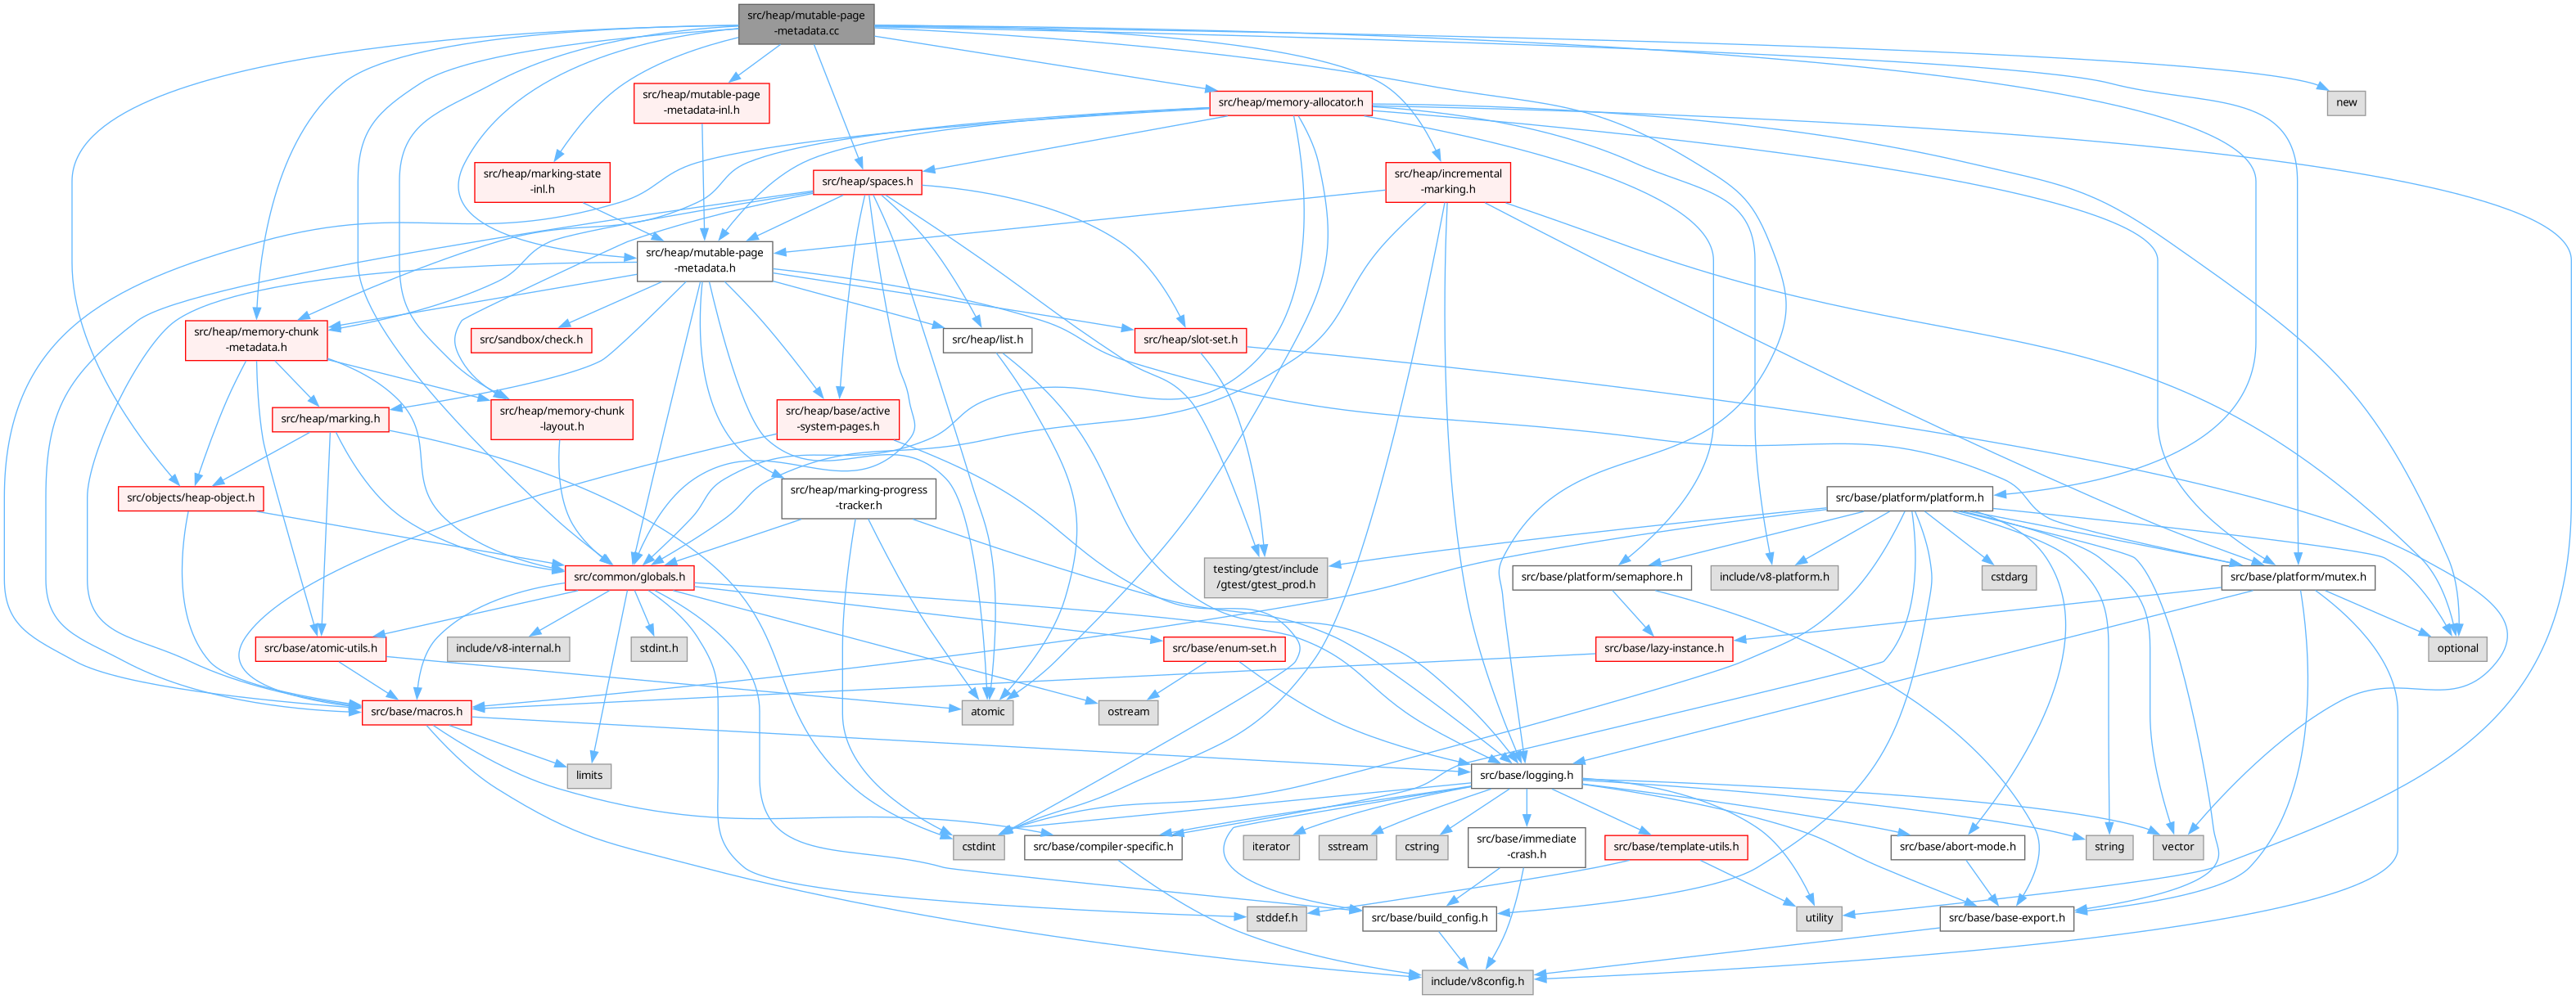 src/heap/mutable-page
-metadata.cc
src/heap/mutable-page
-metadata-inl.h
src/heap/memory-allocator.h
new
src/heap/marking-state
-inl.h
src/heap/spaces.h
src/heap/incremental
-marking.h
src/heap/mutable-page
-metadata.h
src/heap/memory-chunk
-metadata.h
src/sandbox/check.h
src/heap/list.h
src/heap/slot-set.h
src/heap/marking.h
src/heap/memory-chunk
-layout.h
src/heap/base/active
-system-pages.h
src/objects/heap-object.h
src/heap/marking-progress
-tracker.h
src/base/platform/platform.h
src/common/globals.h
testing/gtest/include
/gtest/gtest_prod.h
src/base/platform/semaphore.h
include/v8-platform.h
cstdarg
src/base/platform/mutex.h
src/base/atomic-utils.h
include/v8-internal.h
stdint.h
src/base/enum-set.h
src/base/lazy-instance.h
optional
src/base/macros.h
atomic
ostream
limits
src/base/logging.h
cstdint
src/base/compiler-specific.h
iterator
sstream
cstring
src/base/immediate
-crash.h
src/base/template-utils.h
src/base/abort-mode.h
string
vector
stddef.h
src/base/build_config.h
utility
src/base/base-export.h
include/v8config.h